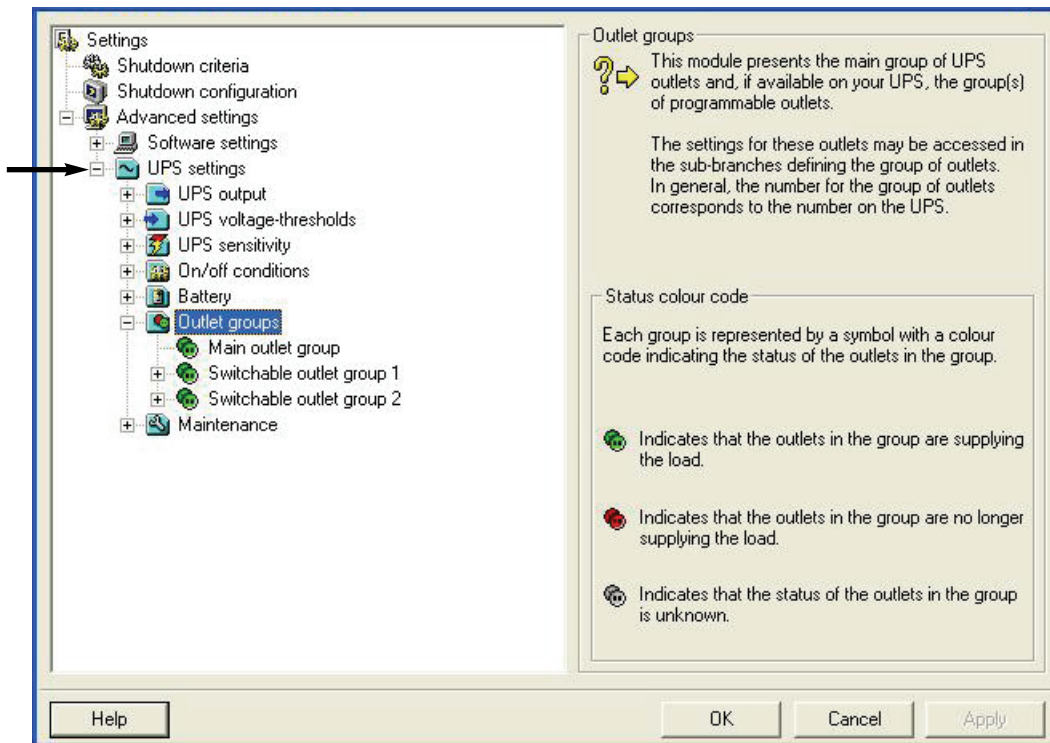 Settings
Shutdown criteria
Shutdown configuration
Advanced settings
Software settings
UPS settings
UPS output
UPS voltage-thresholds
UPS sensitivity
On/off conditions
Battery
Outlet groups
Main outlet group
Switchable outlet group 1
Switchable outlet group 2
Maintenance
Outlet groups
This module presents the main group of UPS
outlets and, if available on your UPS, the group(s)
of programmable outlets.
The settings for these outlets may be accessed in
the sub-branches defining the group of outlets.
In general, the number for the group of outlets
corresponds to the number on the UPS.
Status colour code
Each group is represented by a symbol with a colour
code indicating the status of the outlets in the group.
Indicates that the outlets in the group are supplying
the load.
Indicates that the outlets in the group are no longer
supplying the load.
Indicates that the status of the outlets in the group
is unknown.
Help
OK
Cancel
Apply